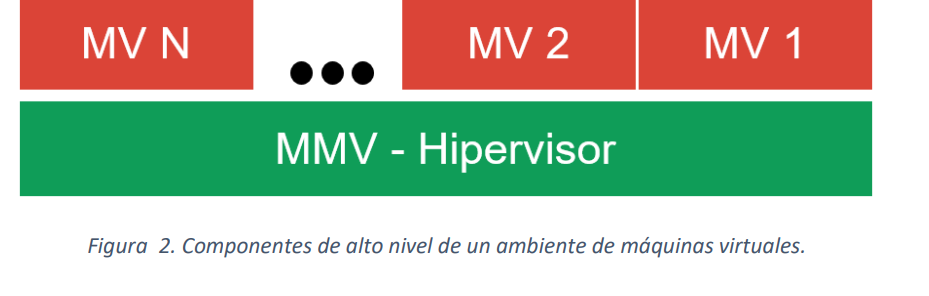 MV N
MV 2
MV 1
MMV - Hipervisor
Figura 2. Componentes de alto nivel de un ambiente de máquinas virtuales.